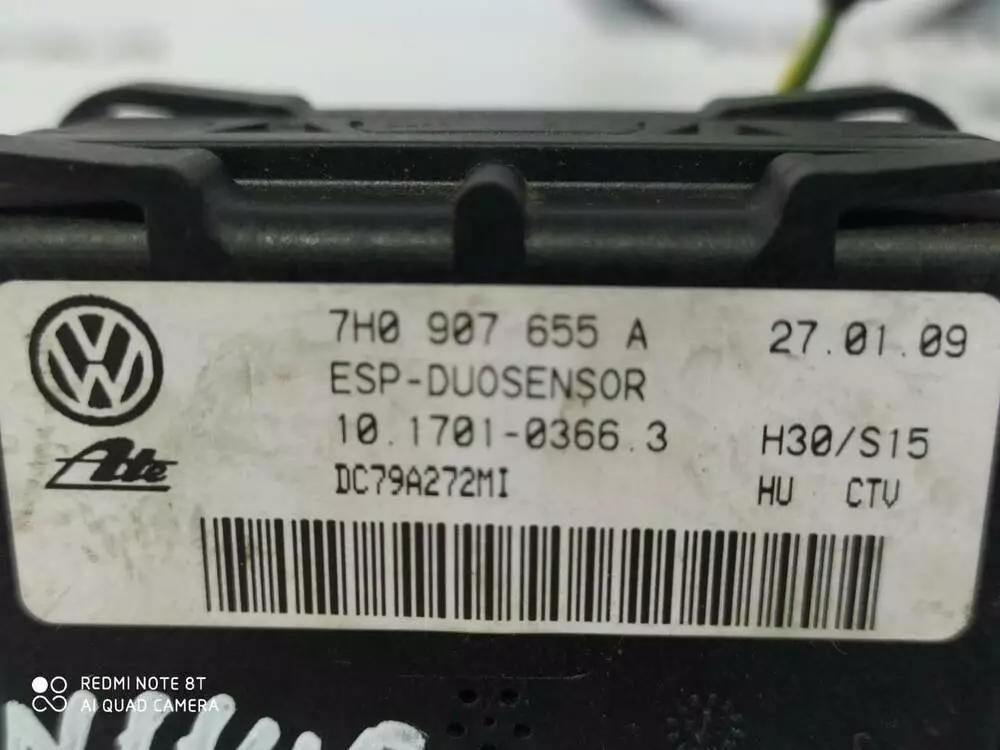 7H0 907 655 A 27.01.09
ESP-DUOSENSOR
10.1701-0366.3 H30/S15
Ate
DC79A272MI HU CTV
REDMI NOTE 8T
AI QUAD CAMERA